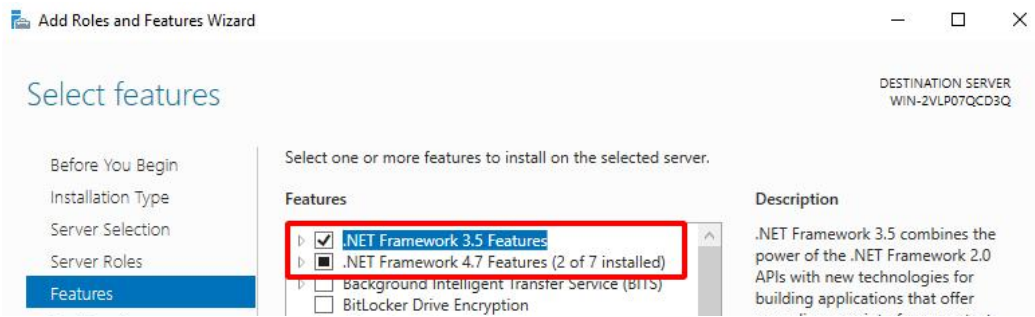 Add Roles and Features Wizard
Select features
DESTINATION SERVER
WIN-2VLP07QCD3Q
Before You Begin
Installation Type
Server Selection
Server Roles
Features
Select one or more features to install on the selected server.
Features
.NET Framework 3.5 Features
.NET Framework 4.7 Features (2 of 7 installed)
Background Intelligent Transfer Service (BITS)
BitLocker Drive Encryption
Description
.NET Framework 3.5 combines the
power of the .NET Framework 2.0
APIs with new technologies for
building applications that offer